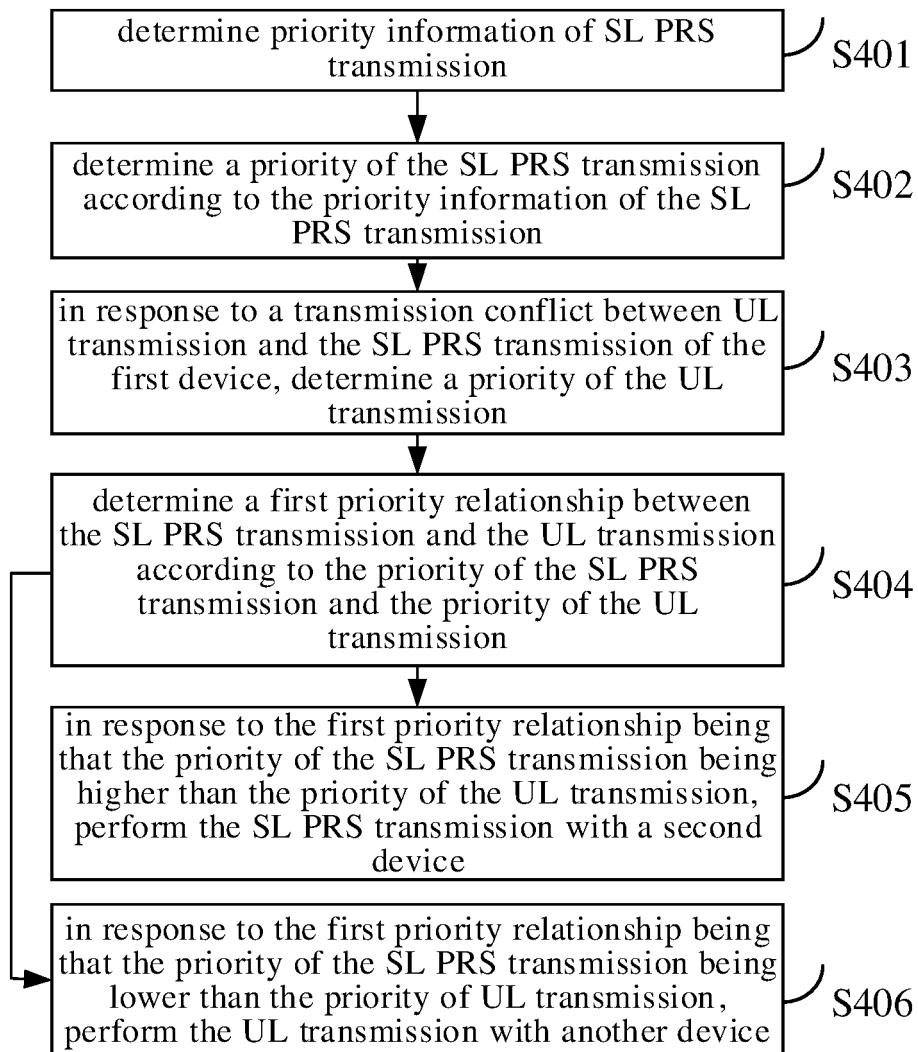 determine priority information of SL PRS
transmission
S401
determine a priority of the SL PRS transmission
according to the priority information of the SL
PRS transmission
S402
in response to a transmission conflict between UL
transmission and the SL PRS transmission of the
first device, determine a priority of the UL
transmission
S403
determine a first priority relationship between
the SL PRS transmission and the UL transmission
according to the priority of the SL PRS
transmission and the priority of the UL
transmission
S404
in response to the first priority relationship being
that the priority of the SL PRS transmission being
higher than the priority of the UL transmission,
perform the SL PRS transmission with a second
device
S405
in response to the first priority relationship being
that the priority of the SL PRS transmission being
lower than the priority of UL transmission,
perform the UL transmission with another device
S406